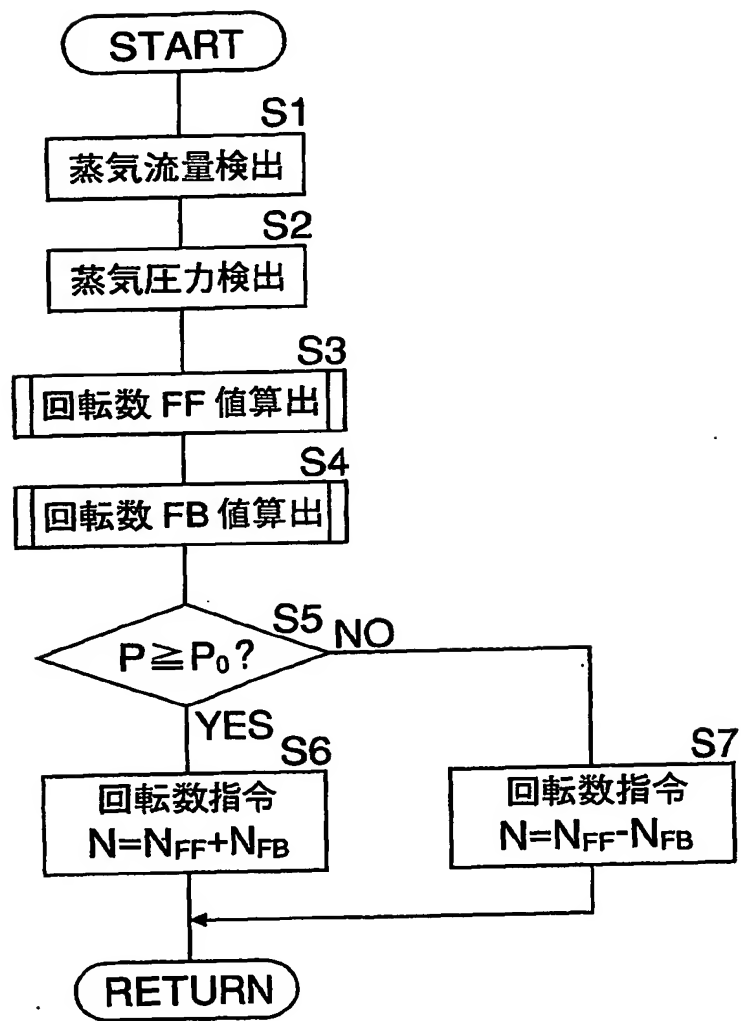 START
S1
蒸気流量検出
S2
蒸気圧力検出
S3
回転数 FF 値算出
S4
回転数 FB 値算出
S5
P≧P₀?
NO
YES
S6
回転数指令
N=NFF+NFB
S7
回転数指令
N=NFF-NFB
RETURN